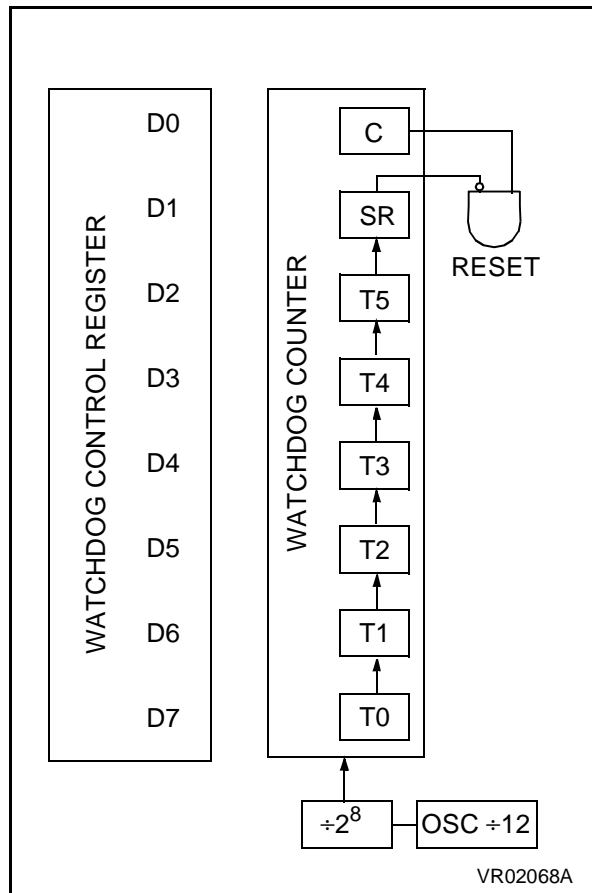 WATCHDOG CONTROL REGISTER
D0
D1
D2
D3
D4
D5
D6
D7
WATCHDOG COUNTER
C
SR
T5
T4
T3
T2
T1
T0
RESET
÷2⁸
OSC ÷12
VR02068A